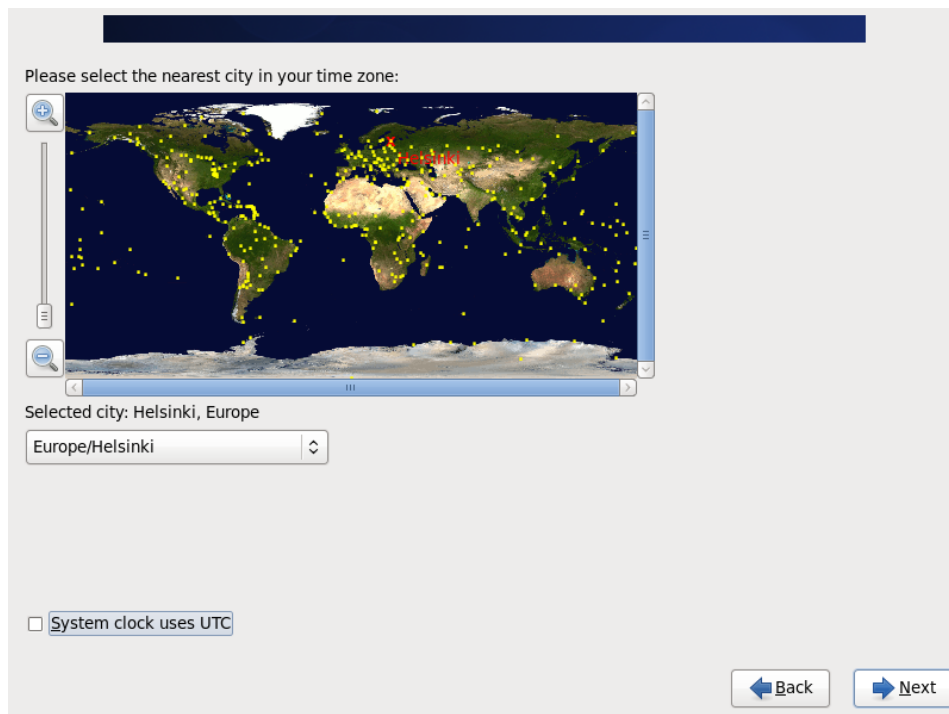 Please select the nearest city in your time zone:
Helsinki
Selected city: Helsinki, Europe
Europe/Helsinki
System clock uses UTC
Back
Next